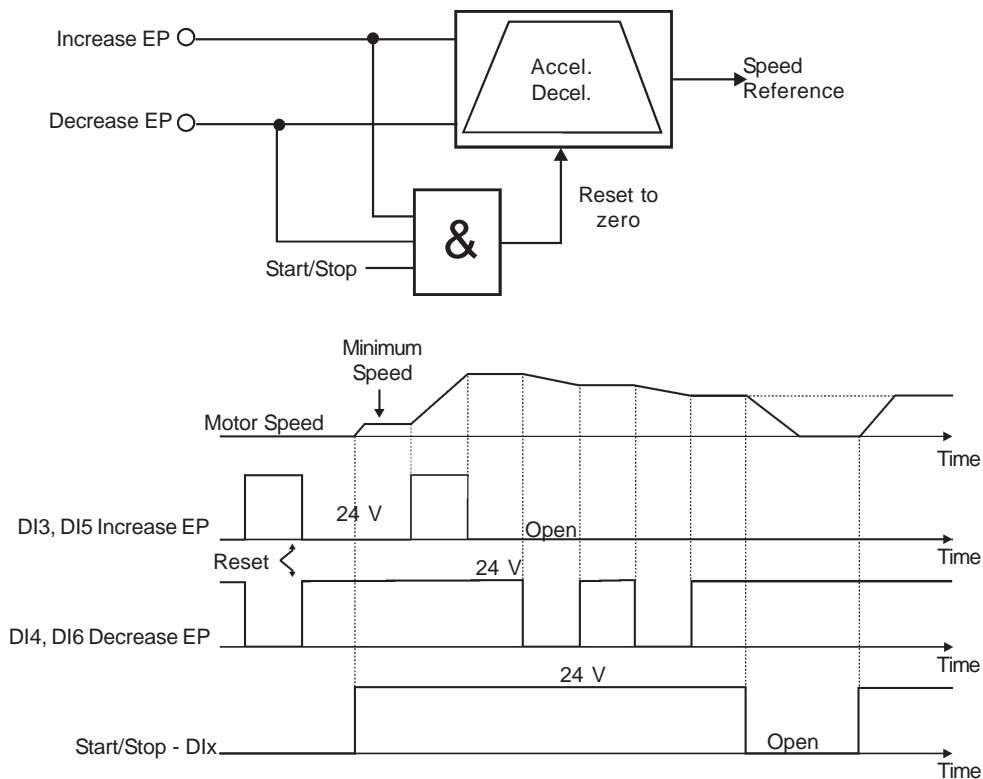 Increase EP
Accel.
Decel.
Speed
Reference
Decrease EP
Reset to
zero
&
Start/Stop
Minimum
Speed
Motor Speed
Time
24 V
DI3, DI5 Increase EP
Open
Time
Reset
24 V
DI4, DI6 Decrease EP
Time
24 V
Start/Stop - DIx
Open
Time